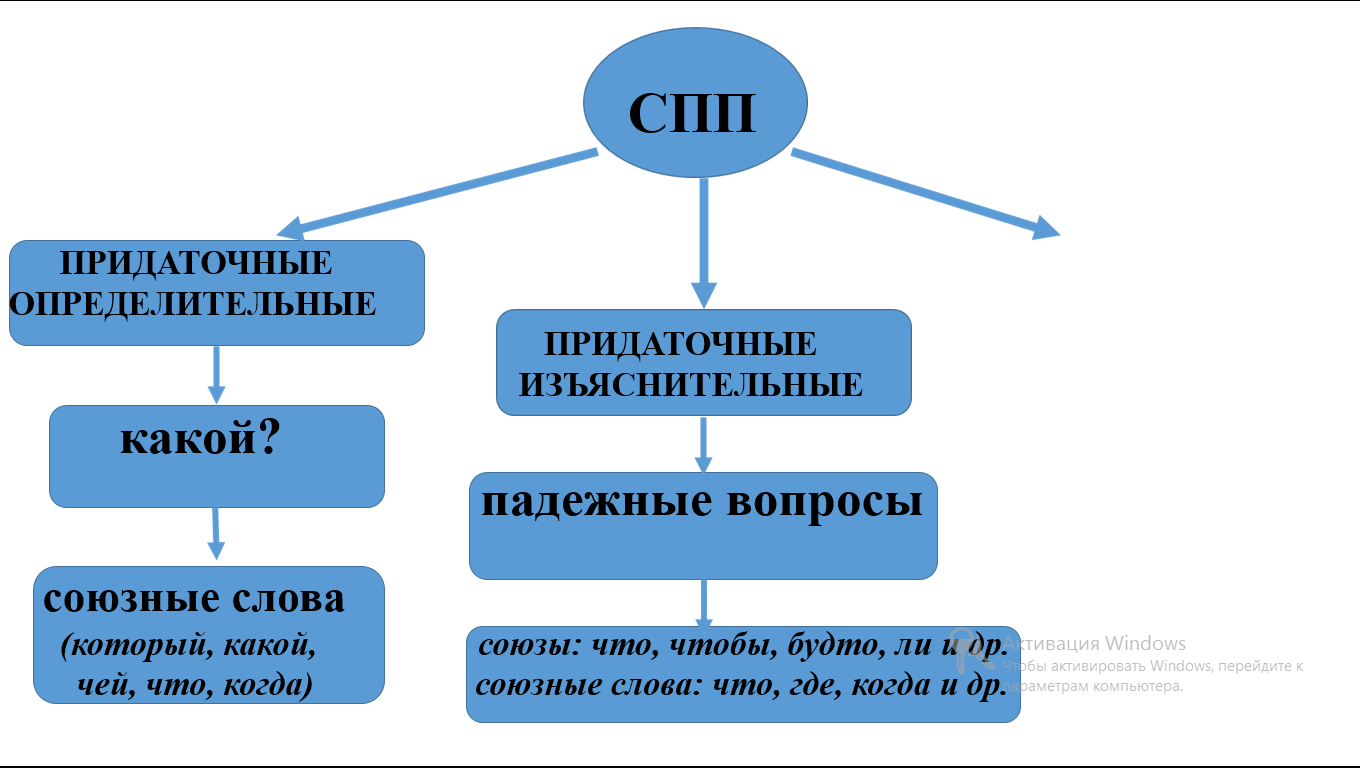 СПП
ПРИДАТОЧНЫЕ
ОПРЕДЕЛИТЕЛЬНЫЕ
какой?
союзные слова
(который, какой,
чей, что, когда)
ПРИДАТОЧНЫЕ
ИЗЪЯСНИТЕЛЬНЫЕ
падежные вопросы
союзы: что, чтобы, будто, ли и др.
союзные слова: что, где, когда и др.
Активация Windows
Чтобы активировать Windows, перейдите к
параметрам компьютера.